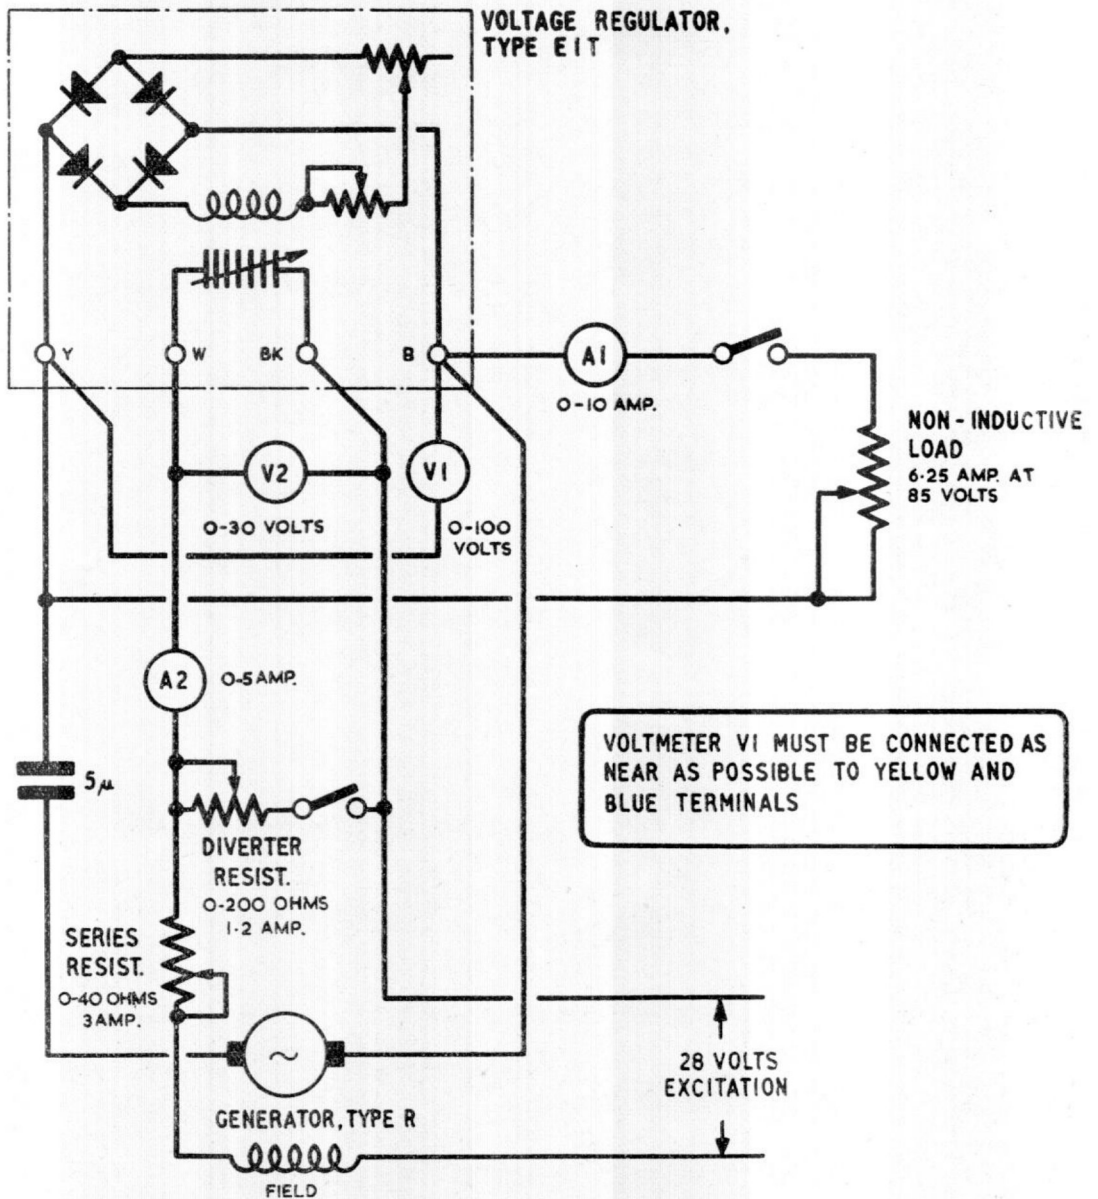 VOLTAGE REGULATOR,
TYPE E1T
Y
W
BK
B
A1
0-10 AMP.
NON-INDUCTIVE
LOAD
6·25 AMP. AT
85 VOLTS
V2
0-30 VOLTS
V1
0-100
VOLTS
A2
0-5 AMP.
VOLTMETER V1 MUST BE CONNECTED AS
NEAR AS POSSIBLE TO YELLOW AND
BLUE TERMINALS
5μ
DIVERTER
RESIST.
0-200 OHMS
1·2 AMP.
SERIES
RESIST.
0-40 OHMS
3 AMP.
28 VOLTS
EXCITATION
GENERATOR, TYPE R
FIELD